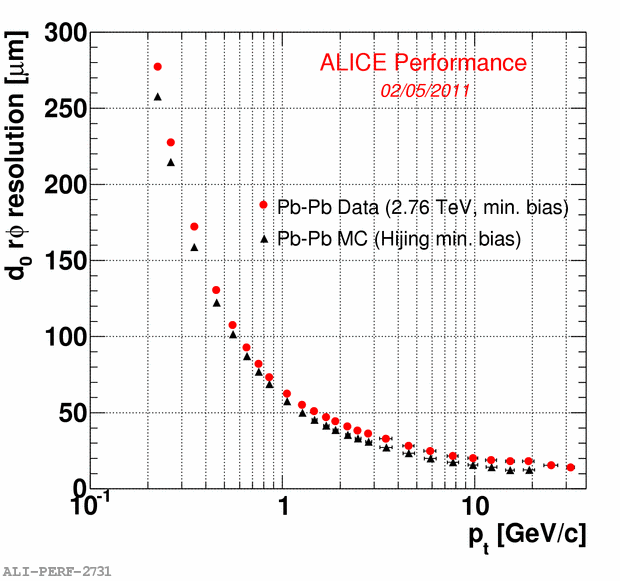 300
250
200
150
100
50
0
d0 rϕ resolution [μm]
ALICE Performance
02/05/2011
Pb-Pb Data (2.76 TeV, min. bias)
Pb-Pb MC (Hijing min. bias)
10-1 1 10
pt [GeV/c]
ALI-PERF-2731